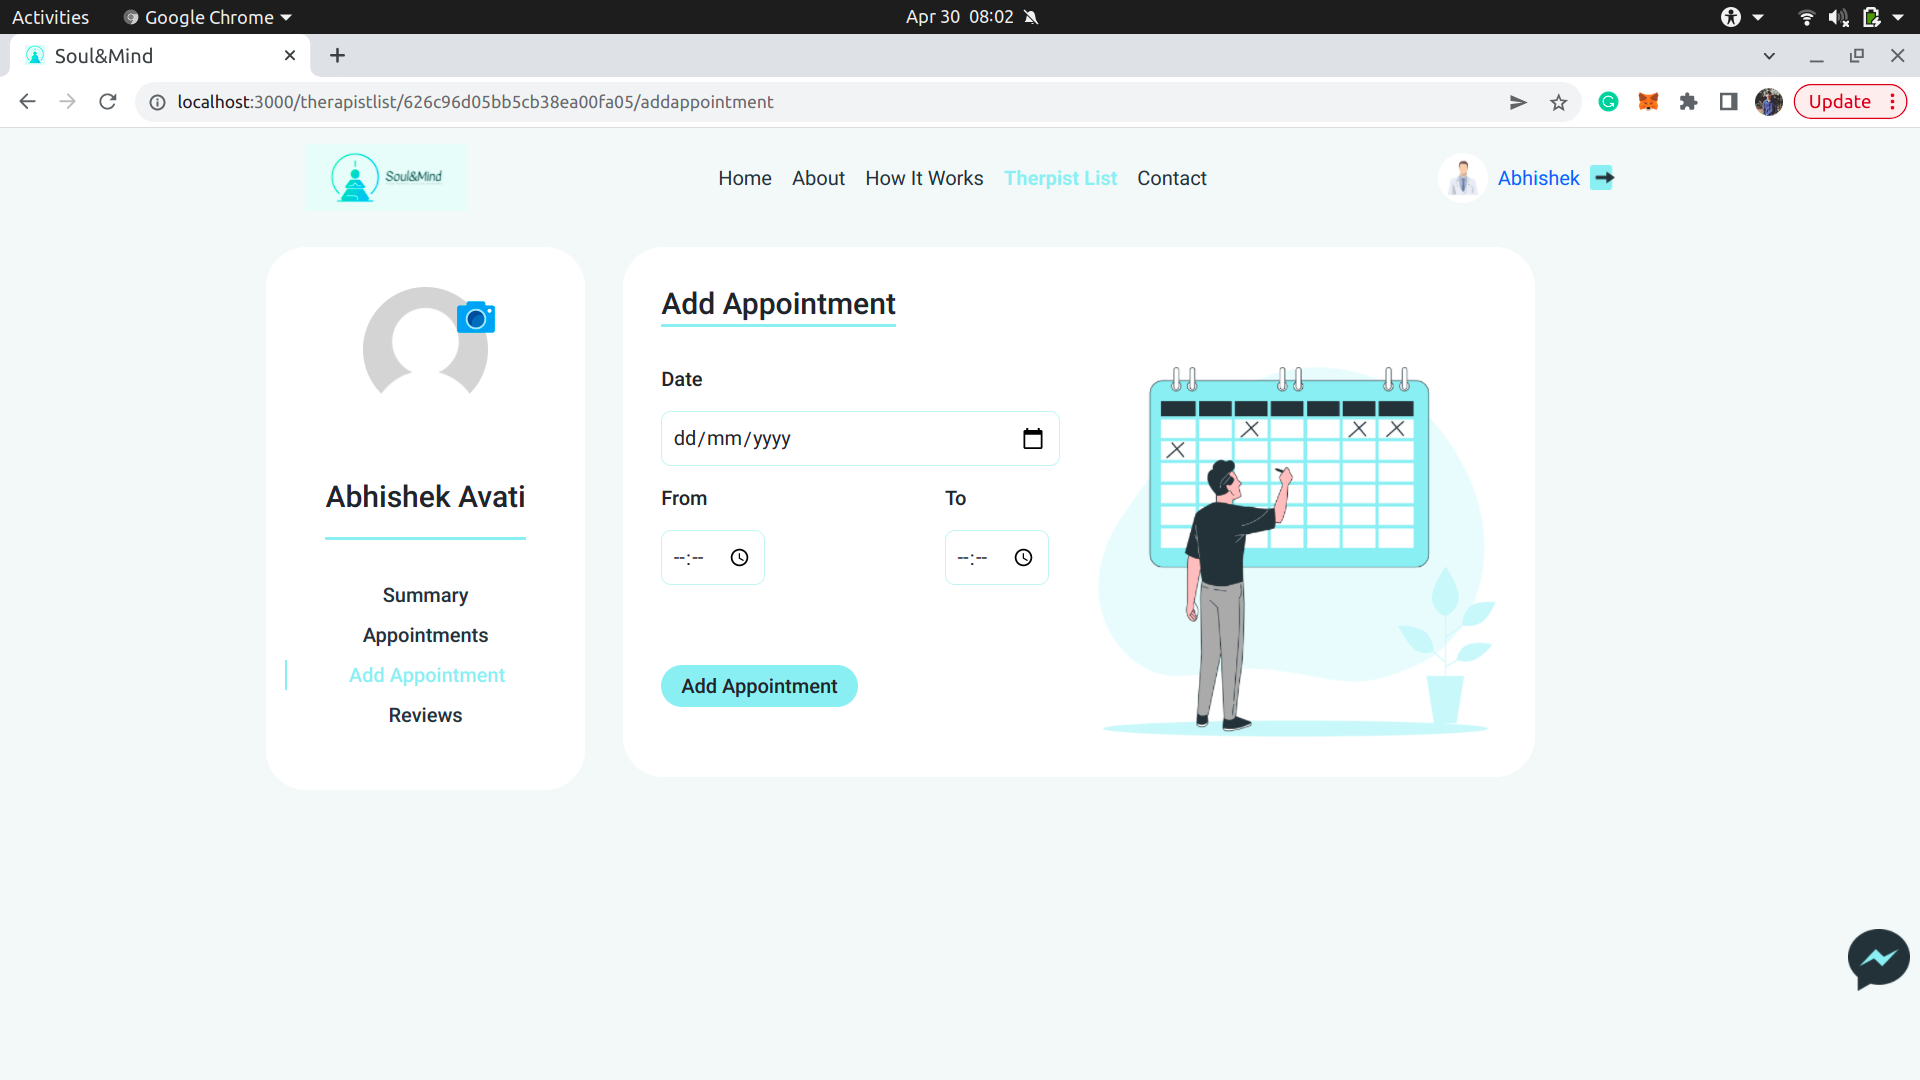 Activities Google Chrome Apr 30 08:02
Soul&Mind
localhost:3000/therapistlist/626c96d05bb5cb38ea00fa05/addappointment Update
Soul&Mind Home About How It Works Therpist List Contact Abhishek
Abhishek Avati
Summary
Appointments
Add Appointment
Reviews
Add Appointment
Date
dd/mm/yyyy
From To
--:-- --:--
Add Appointment